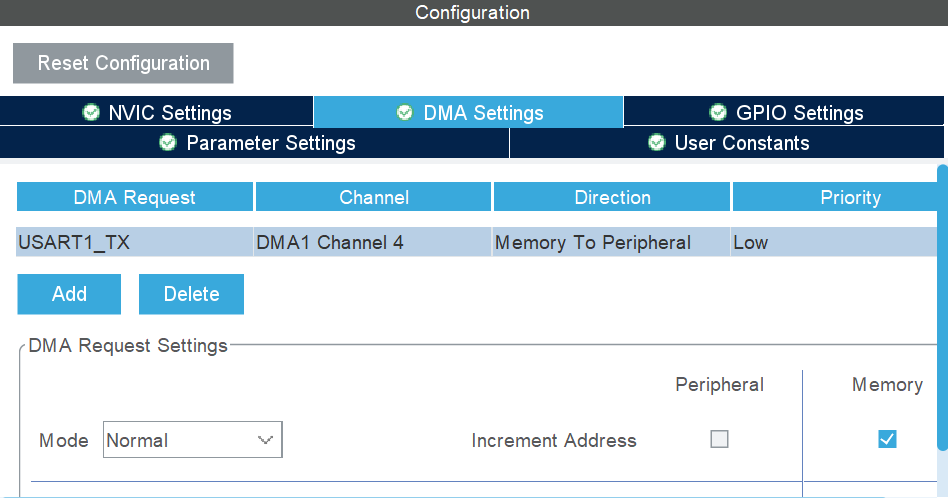 Configuration
Reset Configuration
NVIC Settings DMA Settings GPIO Settings
Parameter Settings User Constants
DMA Request Channel Direction Priority
USART1_TX DMA1 Channel 4 Memory To Peripheral Low
Add Delete
DMA Request Settings
Peripheral Memory
Mode Normal Increment Address